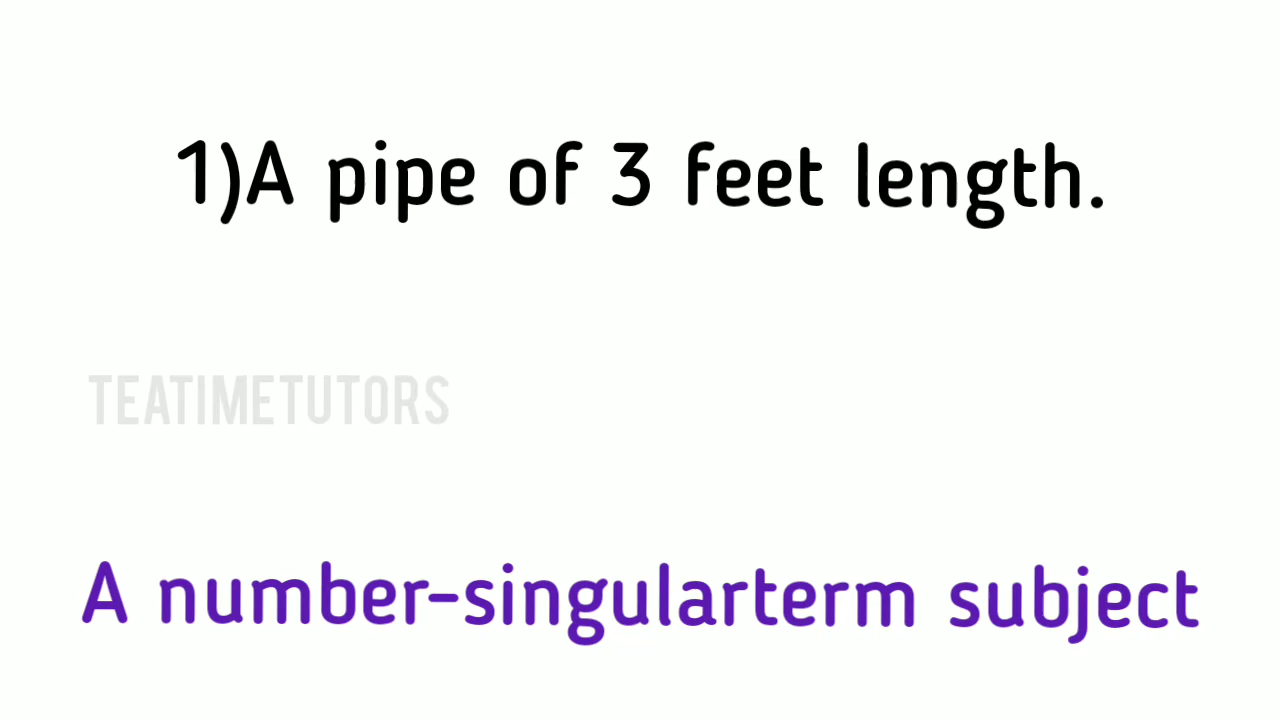 1)A pipe of 3 feet length.
TEATIMETUTORS
A number-singularterm subject